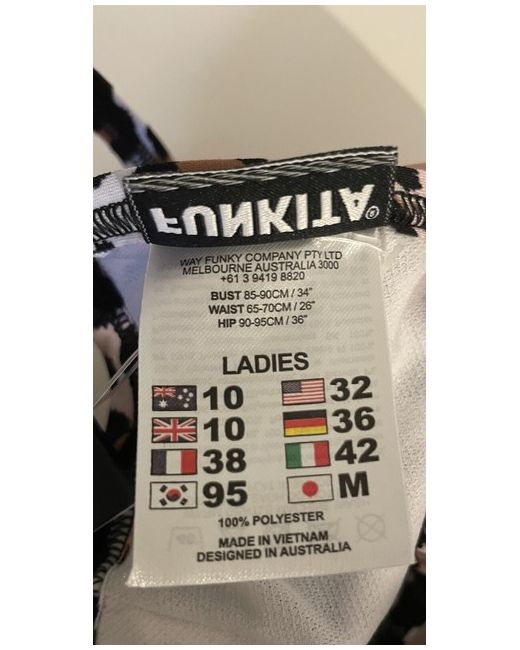 FUNKITA®
WAY FUNKY COMPANY PTY LTD
MELBOURNE AUSTRALIA 3000
+61 3 9419 8820
BUST 85-90CM / 34"
WAIST 65-70CM / 26"
HIP 90-95CM / 36"
LADIES
10 32
10 36
38 42
95 M
100% POLYESTER
MADE IN VIETNAM
DESIGNED IN AUSTRALIA